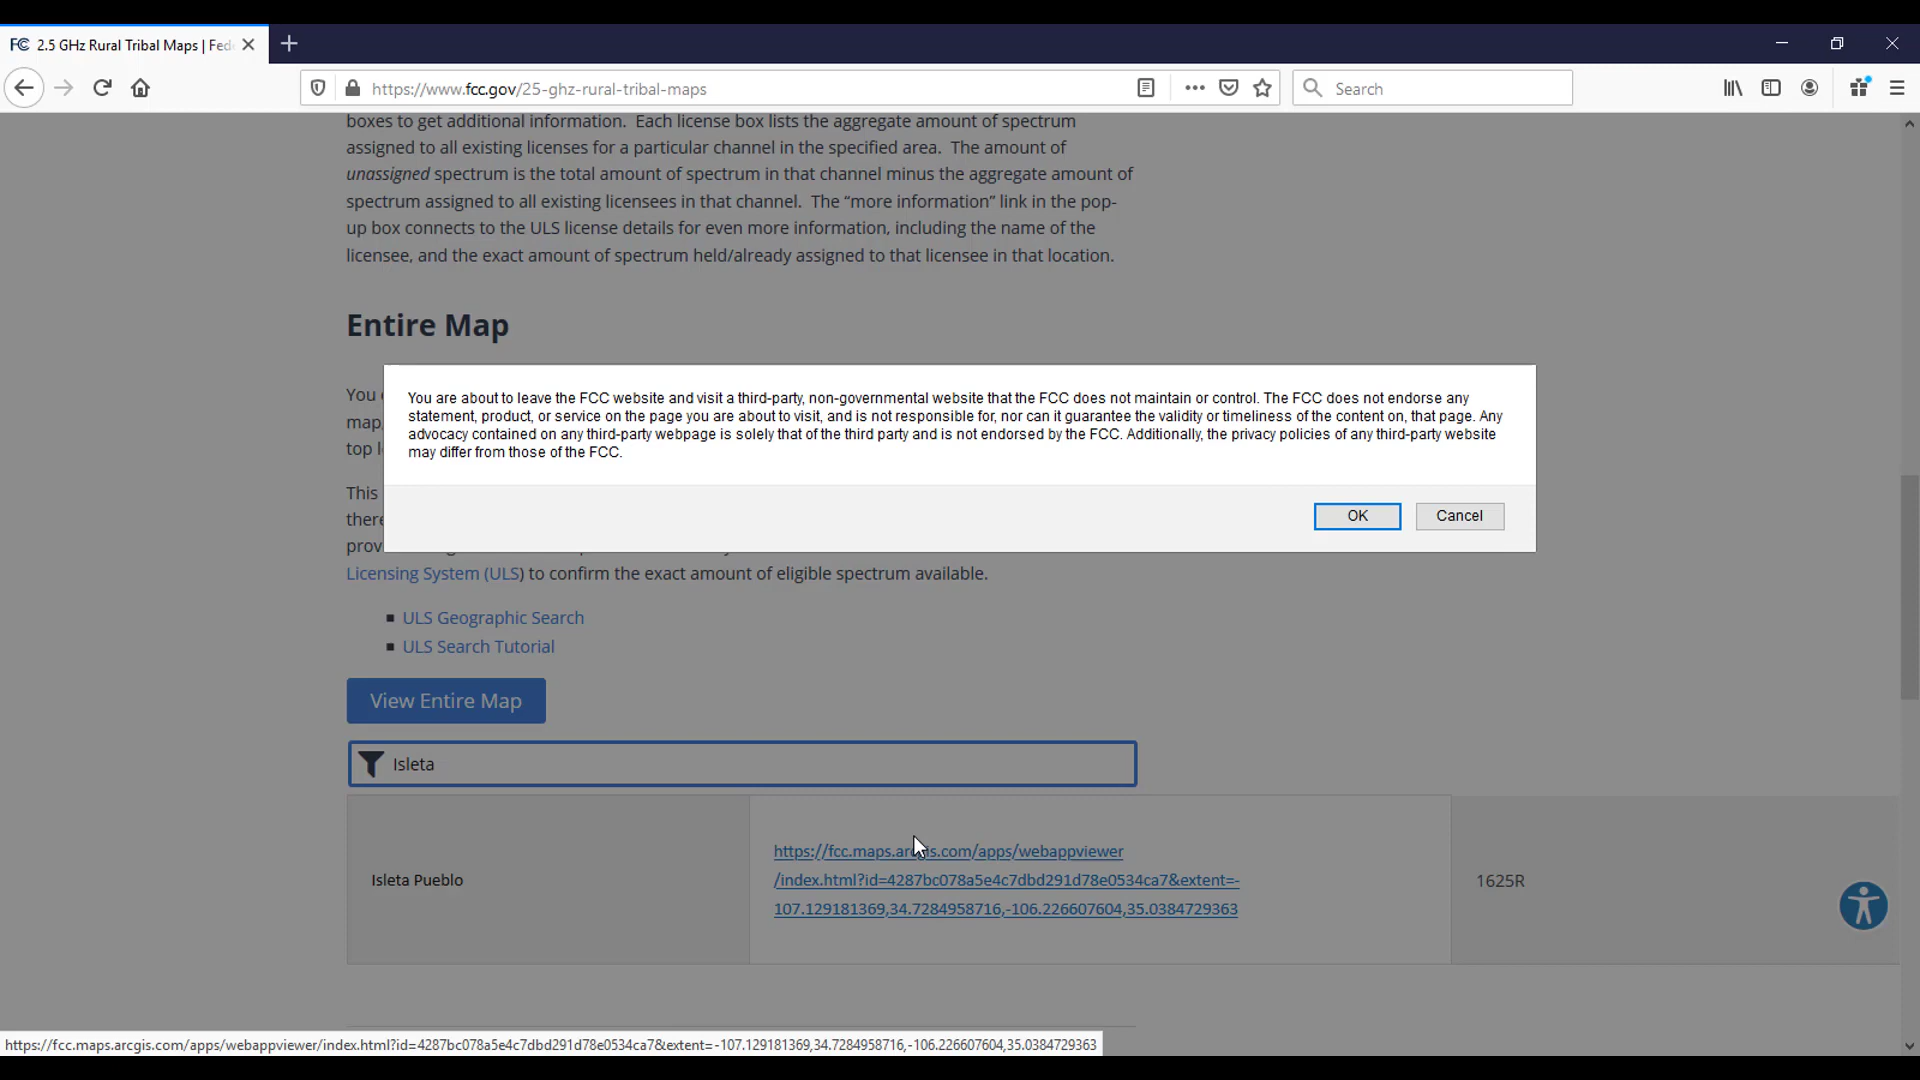 FC 2.5 GHz Rural Tribal Maps | Fed
https://www.fcc.gov/25-ghz-rural-tribal-maps
Search
boxes to get additional information. Each license box lists the aggregate amount of spectrum
assigned to all existing licenses for a particular channel in the specified area. The amount of
unassigned spectrum is the total amount of spectrum in that channel minus the aggregate amount of
spectrum assigned to all existing licensees in that channel. The “more information” link in the pop-
up box connects to the ULS license details for even more information, including the name of the
licensee, and the exact amount of spectrum held/already assigned to that licensee in that location.
Entire Map
You
map,
top l
This
there
prov
You are about to leave the FCC website and visit a third-party, non-governmental website that the FCC does not maintain or control. The FCC does not endorse any
statement, product, or service on the page you are about to visit, and is not responsible for, nor can it guarantee the validity or timeliness of the content on, that page. Any
advocacy contained on any third-party webpage is solely that of the third party and is not endorsed by the FCC. Additionally, the privacy policies of any third-party website
may differ from those of the FCC.
OK
Cancel
Licensing System (ULS) to confirm the exact amount of eligible spectrum available.
ULS Geographic Search
ULS Search Tutorial
View Entire Map
Isleta
Isleta Pueblo
https://fcc.maps.arcgis.com/apps/webappviewer
/index.html?id=4287bc078a5e4c7dbd291d78e0534ca7&extent=-
107.129181369,34.7284958716,-106.226607604,35.0384729363
1625R
https://fcc.maps.arcgis.com/apps/webappviewer/index.html?id=4287bc078a5e4c7dbd291d78e0534ca7&extent=-107.129181369,34.7284958716,-106.226607604,35.0384729363